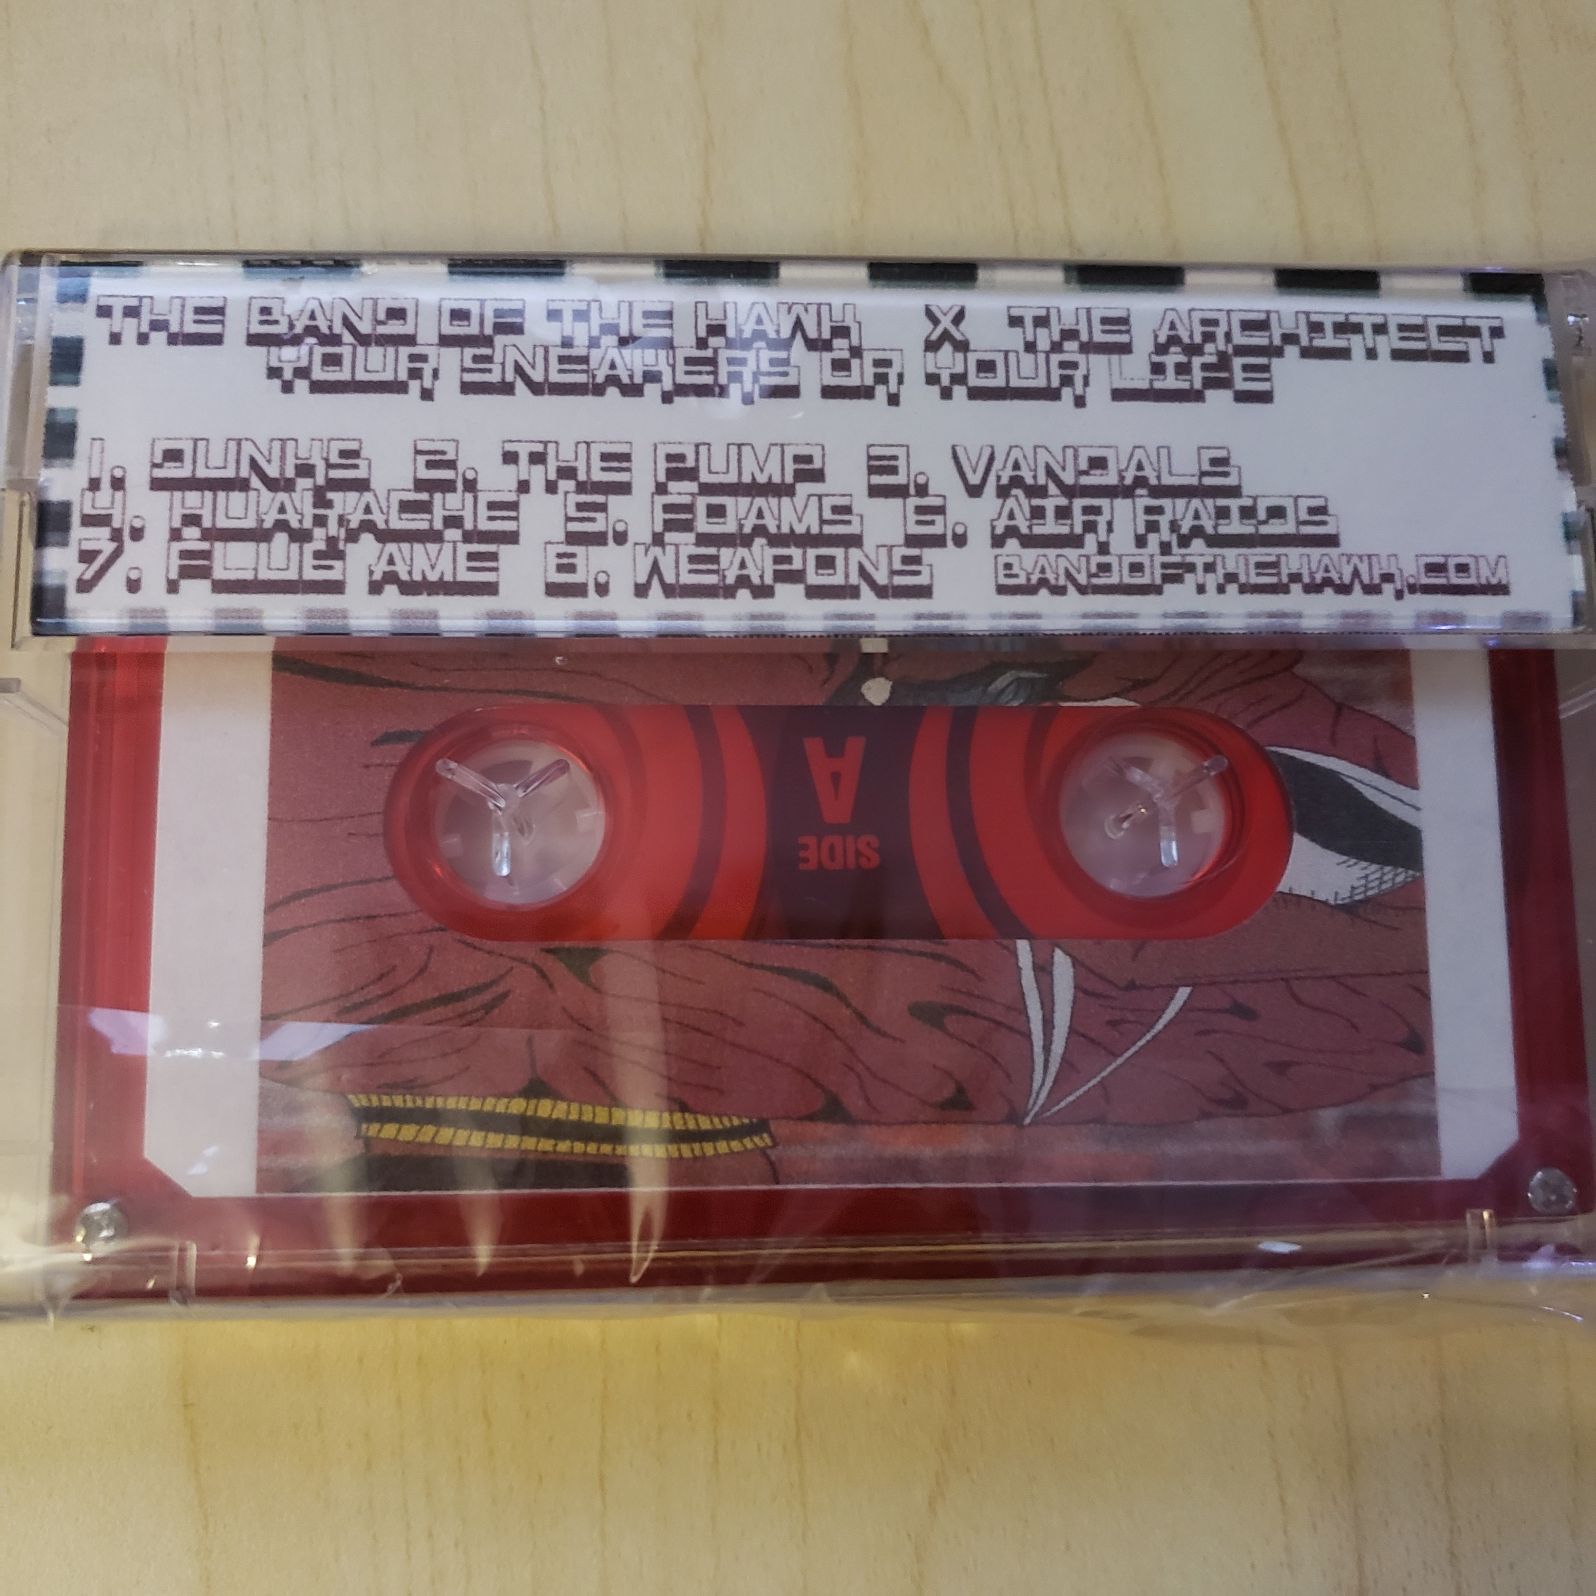 THE BAND OF THE HAWK X THE ARCHITECT
YOUR SNEAKERS OR YOUR LIFE
1. DUNKS 2. THE PUMP 3. VANDALS
4. HUARACHE 5. FOAMS 6. AIR RAIDS
7. FLUG AME 8. WEAPONS BANDOFTHEHAWK.COM
SIDE
A